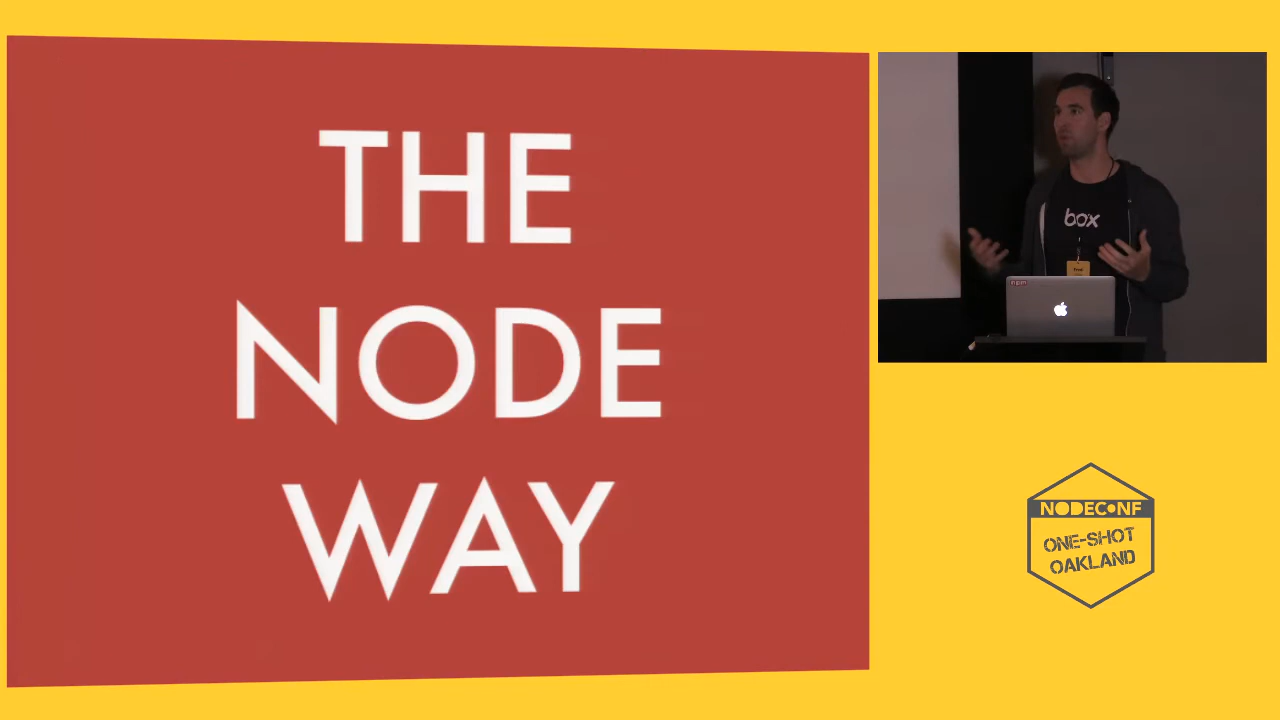 THE
NODE
WAY
box
NODECONF
ONE-SHOT
OAKLAND